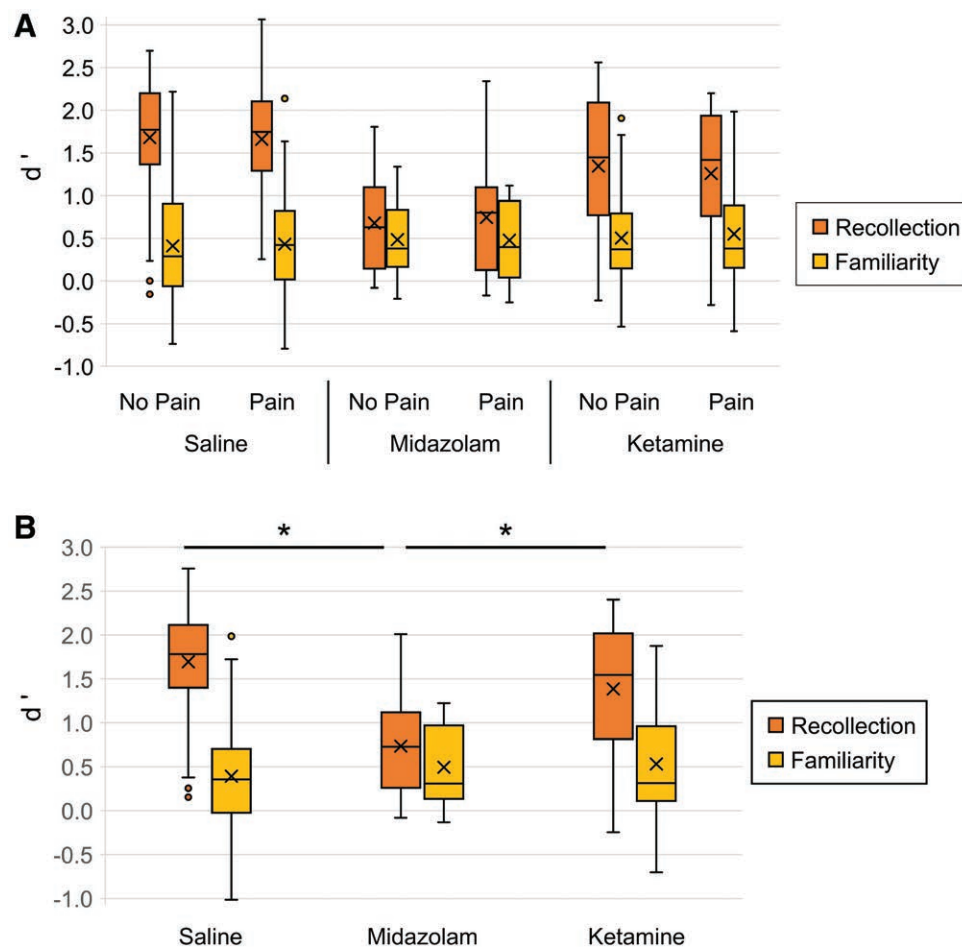 A
3.0
2.5
2.0
1.5
1.0
0.5
0.0
-0.5
-1.0
d '
No Pain Pain No Pain Pain No Pain Pain
Saline Midazolam Ketamine
Recollection
Familiarity
B
* *
3.0
2.5
2.0
1.5
1.0
0.5
0.0
-0.5
-1.0
d '
Saline Midazolam Ketamine
Recollection
Familiarity